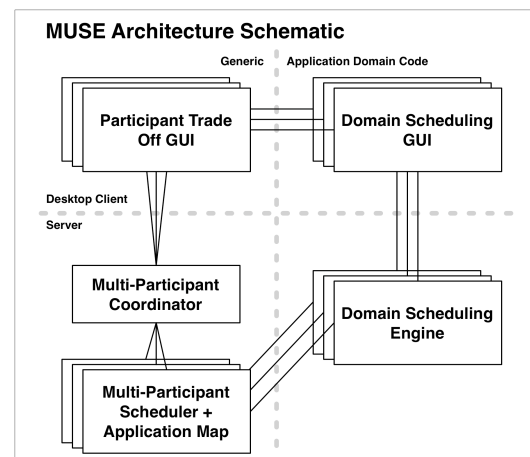 MUSE Architecture Schematic
Generic
Application Domain Code
Participant Trade
Off GUI
Domain Scheduling
GUI
Desktop Client
Server
Multi-Participant
Coordinator
Domain Scheduling
Engine
Multi-Participant
Scheduler +
Application Map